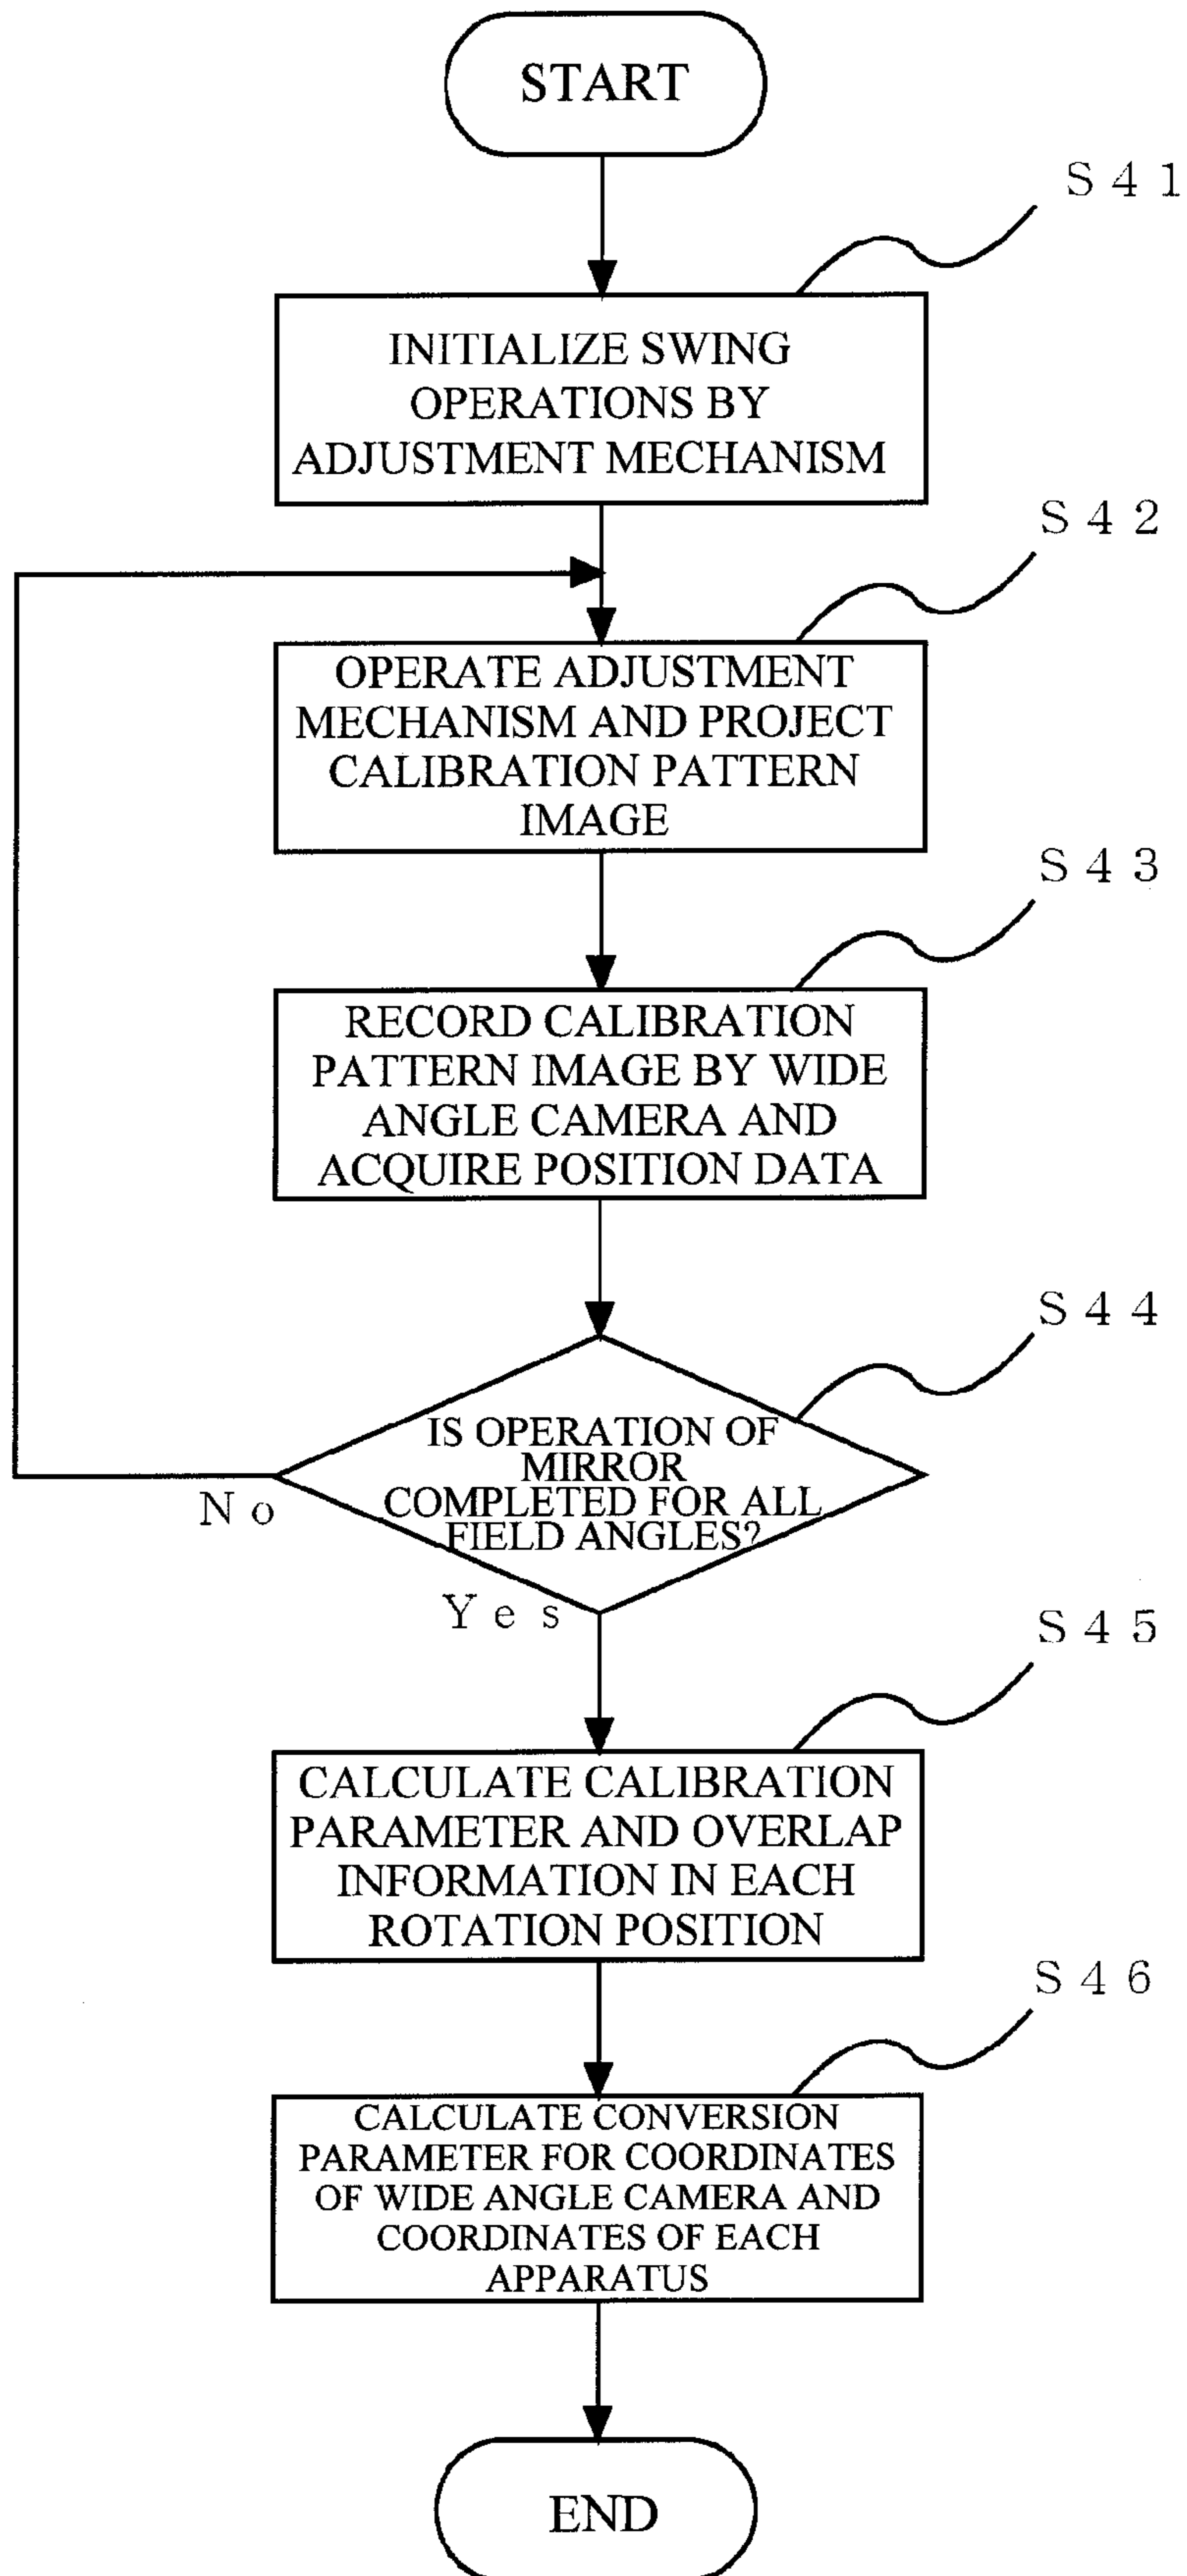 START
S41
INITIALIZE SWING
OPERATIONS BY
ADJUSTMENT MECHANISM
S42
OPERATE ADJUSTMENT
MECHANISM AND PROJECT
CALIBRATION PATTERN
IMAGE
S43
RECORD CALIBRATION
PATTERN IMAGE BY WIDE
ANGLE CAMERA AND
ACQUIRE POSITION DATA
S44
IS OPERATION OF
MIRROR
COMPLETED FOR ALL
FIELD ANGLES?
No
Yes
S45
CALCULATE CALIBRATION
PARAMETER AND OVERLAP
INFORMATION IN EACH
ROTATION POSITION
S46
CALCULATE CONVERSION
PARAMETER FOR COORDINATES
OF WIDE ANGLE CAMERA AND
COORDINATES OF EACH
APPARATUS
END